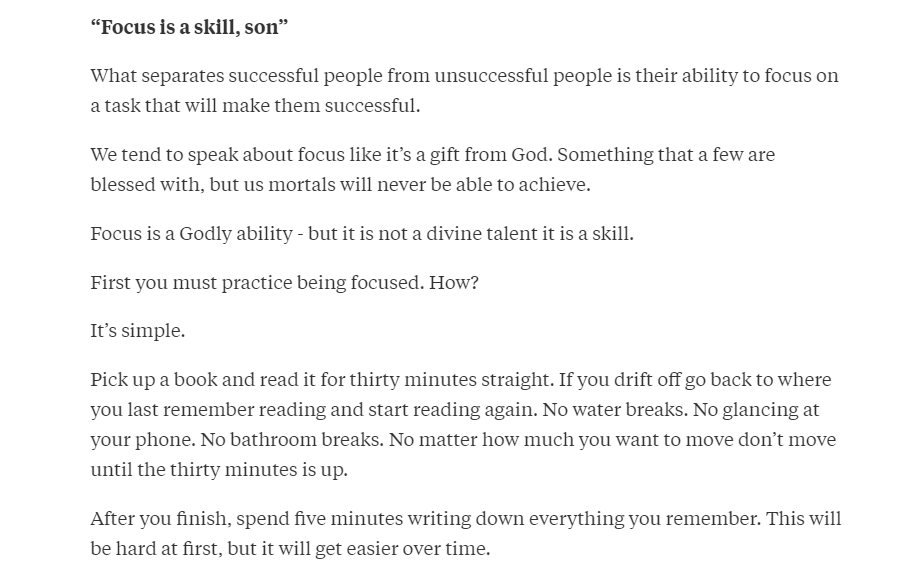 “Focus is a skill, son”
What separates successful people from unsuccessful people is their ability to focus on
a task that will make them successful.
We tend to speak about focus like it’s a gift from God. Something that a few are
blessed with, but us mortals will never be able to achieve.
Focus is a Godly ability - but it is not a divine talent it is a skill.
First you must practice being focused. How?
It’s simple.
Pick up a book and read it for thirty minutes straight. If you drift off go back to where
you last remember reading and start reading again. No water breaks. No glancing at
your phone. No bathroom breaks. No matter how much you want to move don’t move
until the thirty minutes is up.
After you finish, spend five minutes writing down everything you remember. This will
be hard at first, but it will get easier over time.